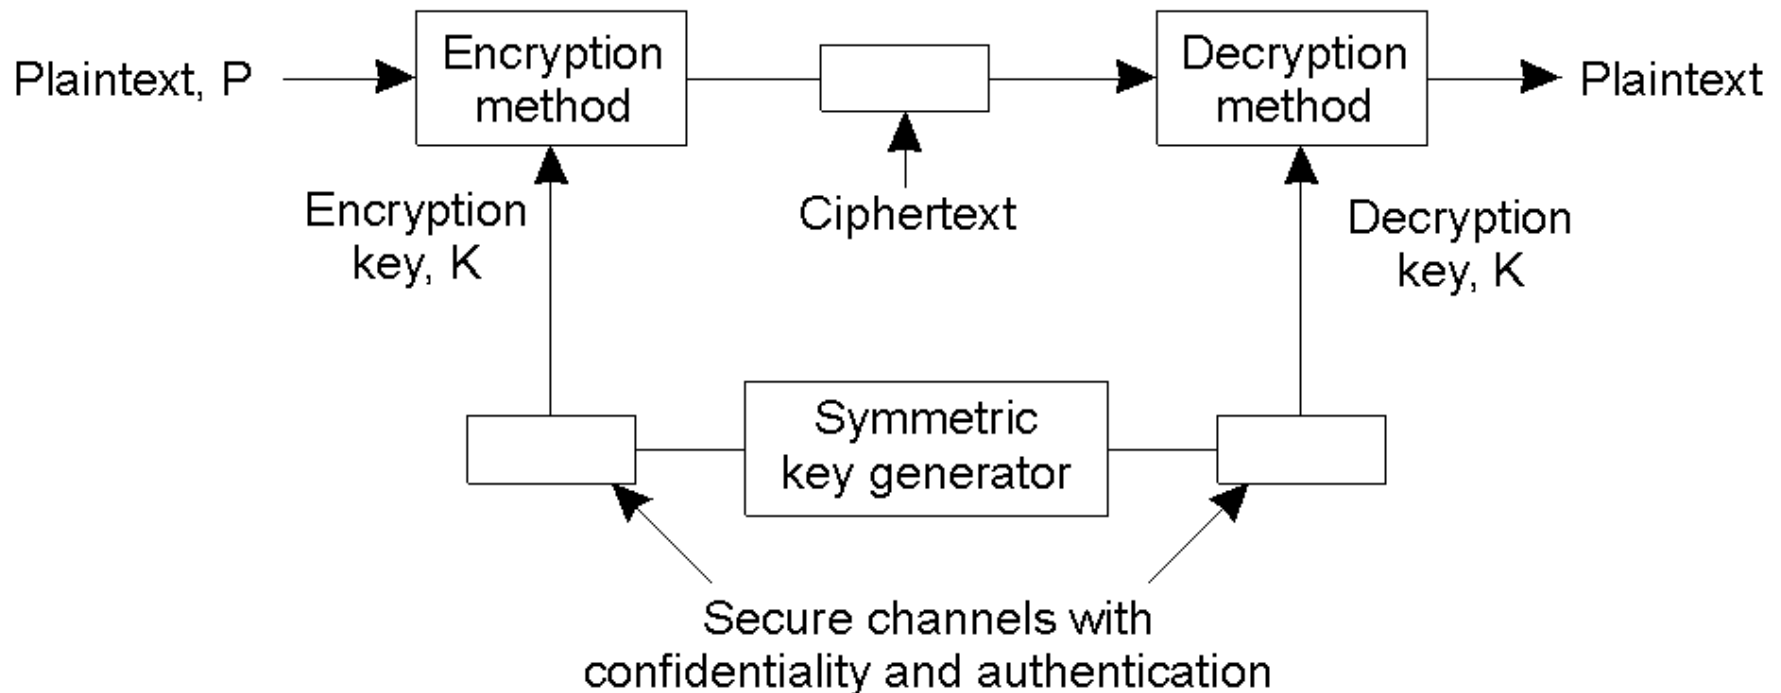 Plaintext, P
Encryption
method
Decryption
method
Plaintext
Encryption
key, K
Ciphertext
Decryption
key, K
Symmetric
key generator
Secure channels with
confidentiality and authentication